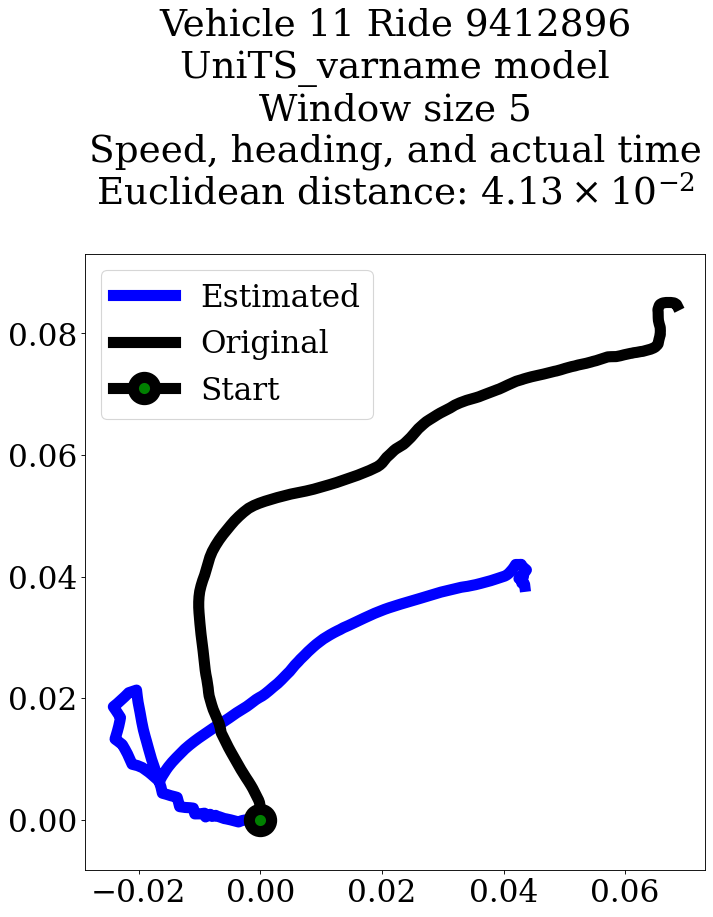 Vehicle 11 Ride 9412896
UniTS_varname model
Window size 5
Speed, heading, and actual time
Euclidean distance: 4.13 × 10⁻²
Estimated
Original
Start
0.08
0.06
0.04
0.02
0.00
−0.02 0.00 0.02 0.04 0.06